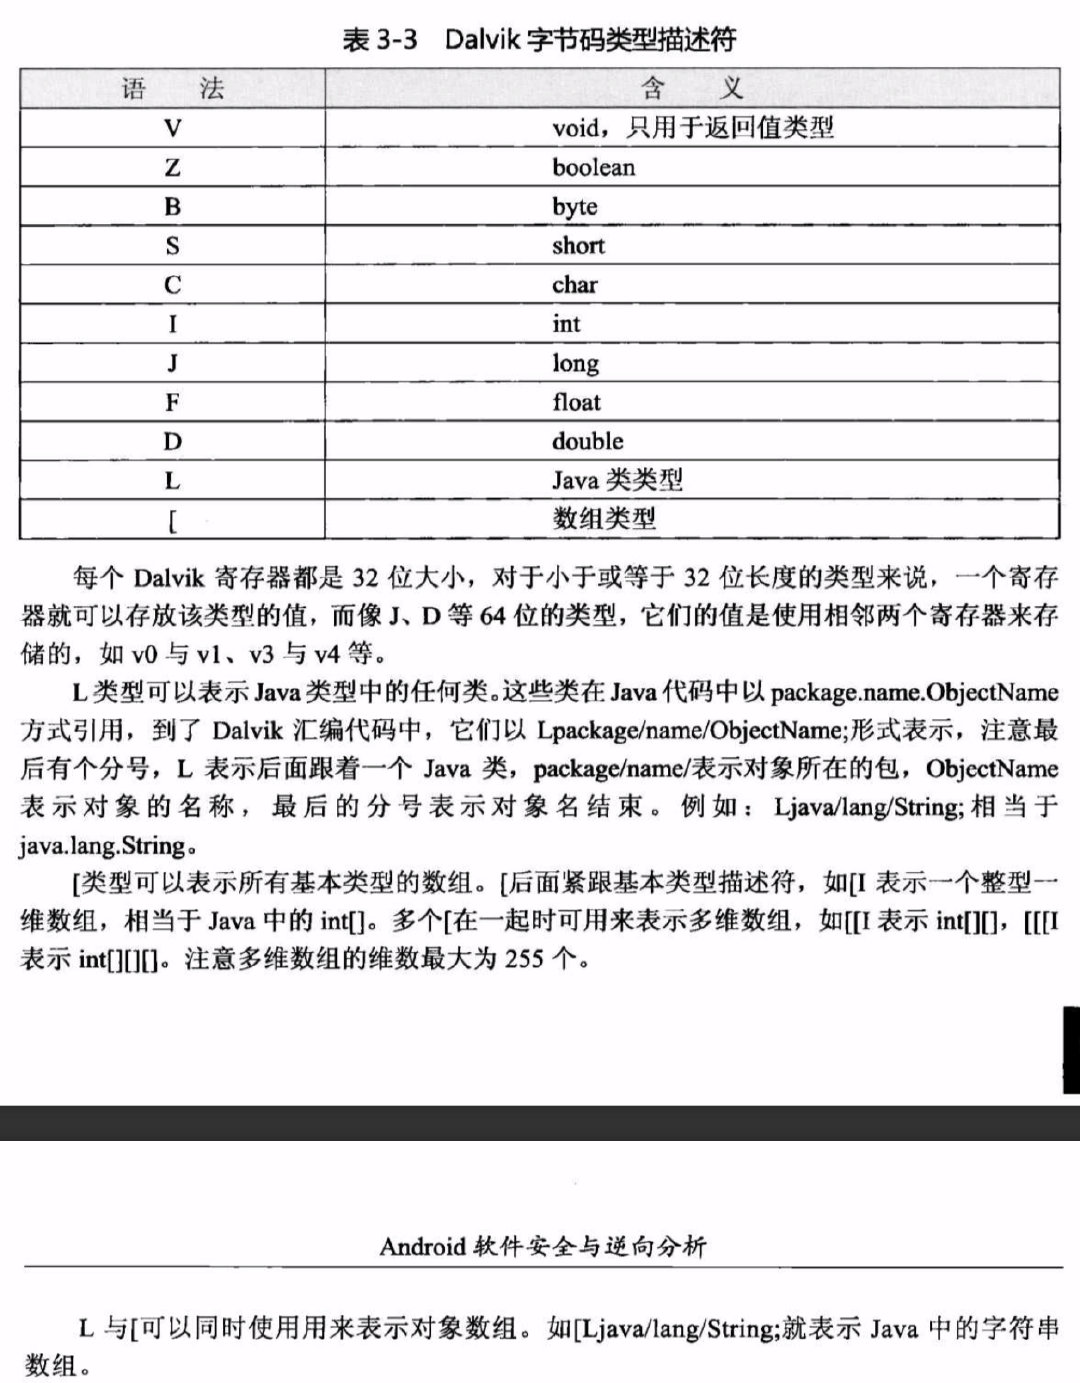 表 3-3 Dalvik 字节码类型描述符
语 法 含 义
V void，只用于返回值类型
Z boolean
B byte
S short
C char
I int
J long
F float
D double
L Java 类类型
[ 数组类型
每个 Dalvik 寄存器都是 32 位大小，对于小于或等于 32 位长度的类型来说，一个寄存
器就可以存放该类型的值，而像 J、D 等 64 位的类型，它们的值是使用相邻两个寄存器来存
储的，如 v0 与 v1、v3 与 v4 等。
L 类型可以表示 Java 类型中的任何类。这些类在 Java 代码中以 package.name.ObjectName
方式引用，到了 Dalvik 汇编代码中，它们以 Lpackage/name/ObjectName;形式表示，注意最
后有个分号，L 表示后面跟着一个 Java 类，package/name/表示对象所在的包，ObjectName
表示对象的名称，最后的分号表示对象名结束。例如：Ljava/lang/String;相当于
java.lang.String。
[类型可以表示所有基本类型的数组。[后面紧跟基本类型描述符，如[I 表示一个整型一
维数组，相当于 Java 中的 int[]。多个[在一起时可用来表示多维数组，如[[I 表示 int[][]，[[[I
表示 int[][][]。注意多维数组的维数最大为 255 个。
Android 软件安全与逆向分析
L 与[可以同时使用用来表示对象数组。如[Ljava/lang/String;就表示 Java 中的字符串
数组。